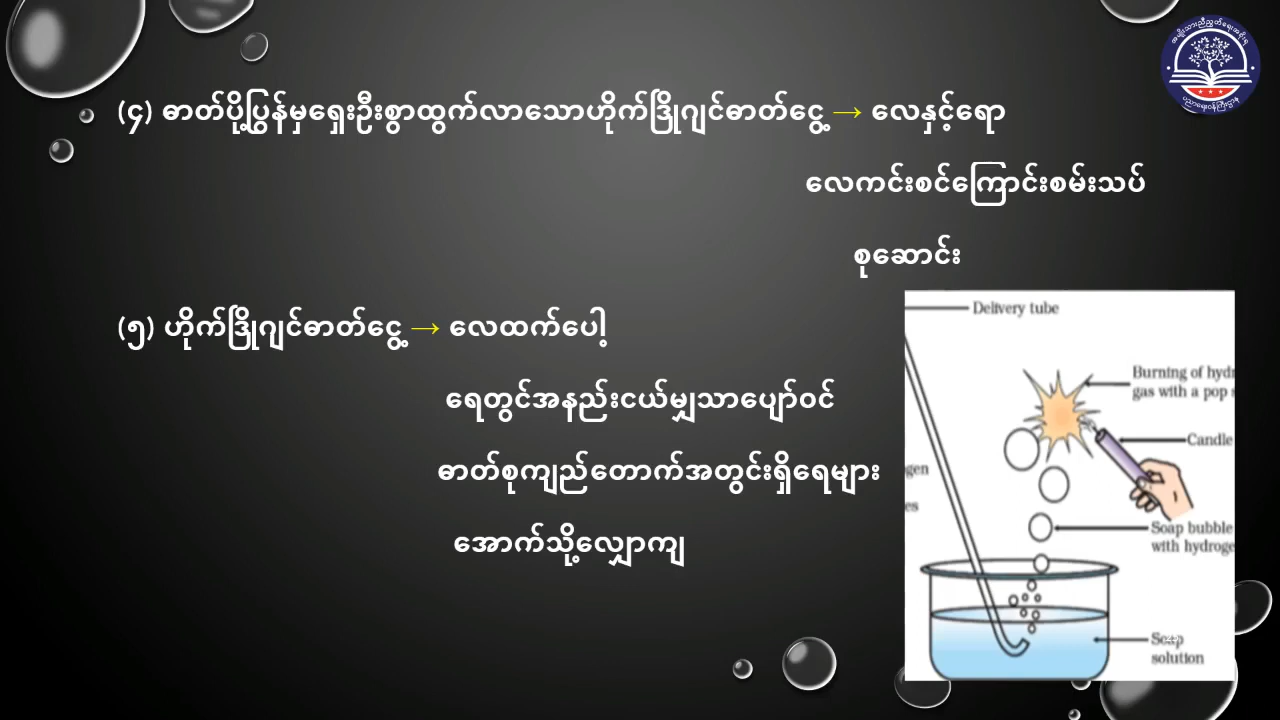 (၄) ဓာတ်ပို့ပြွန်မှရှေးဦးစွာထွက်လာသောဟိုက်ဒြိုဂျင်ဓာတ်ငွေ့ → လေနှင့်ရော
လေကင်းစင်ကြောင်းစမ်းသပ်
စုဆောင်း
(၅) ဟိုက်ဒြိုဂျင်ဓာတ်ငွေ့ → လေထက်ပေါ့
ရေတွင်အနည်းငယ်မျှသာပျော်ဝင်
ဓာတ်စုကျည်တောက်အတွင်းရှိရေများ
အောက်သို့လျှောကျ
Delivery tube
Burning of hydr
gas with a pop s
Candle
gen
es
Soap bubble
with hydroge
Soap
solution